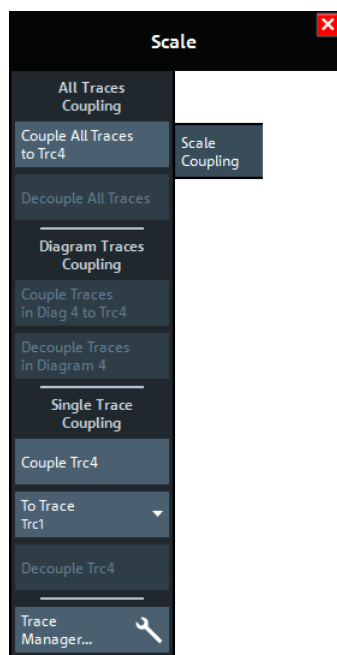 Scale
All Traces
Coupling
Couple All Traces
to Trc4
Scale
Coupling
Decouple All Traces
Diagram Traces
Coupling
Couple Traces
in Diag 4 to Trc4
Decouple Traces
in Diagram 4
Single Trace
Coupling
Couple Trc4
To Trace
Trc1
Decouple Trc4
Trace
Manager...